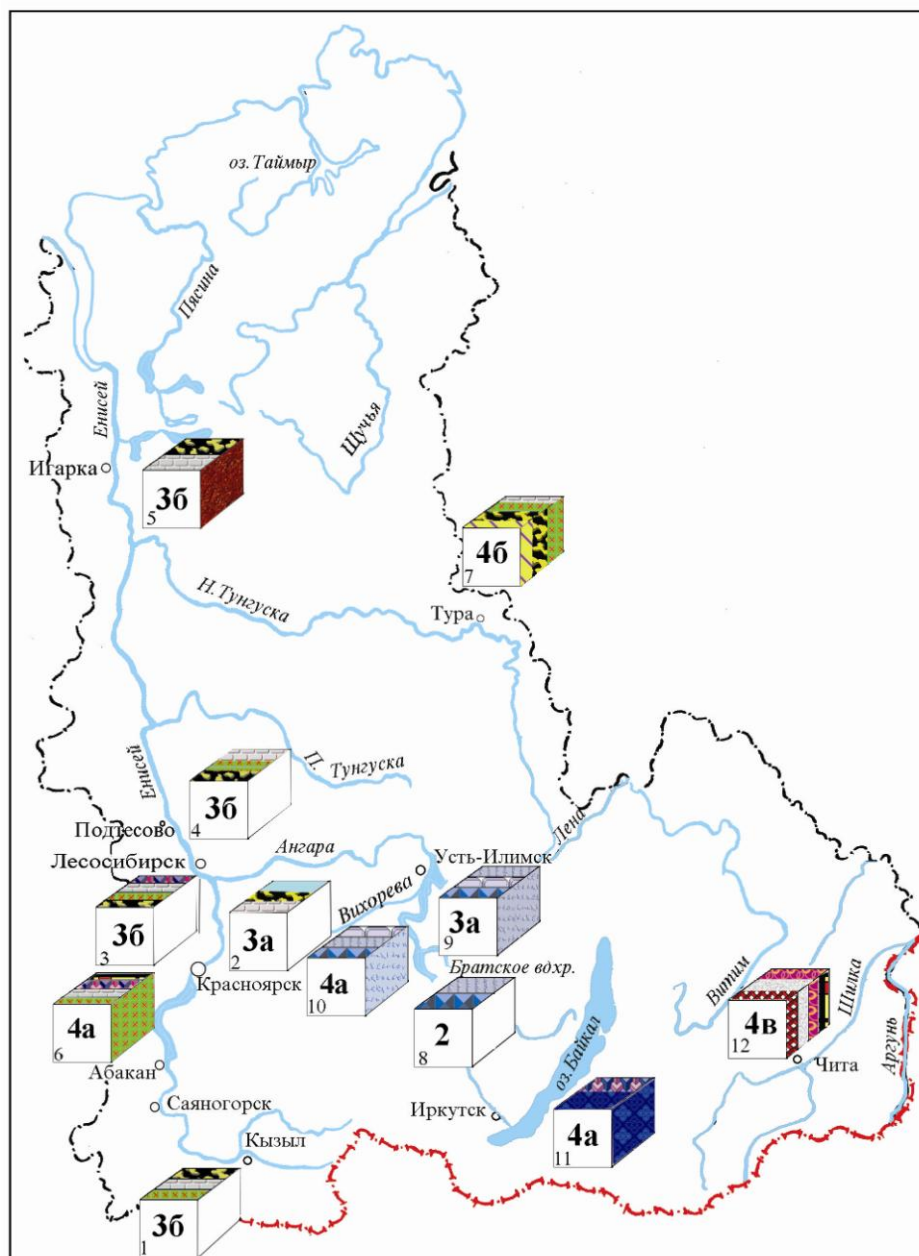 оз. Таймыр
Пясина
Енисей
Щучья
Игарка
3б
5
4б
7
Н. Тунгуска
Тура
Енисей
П. Тунгуска
3б
4
Подтесово
Лесосибирск
Ангара
Усть-Илимск
Лена
Вихорева
3б
3
3а
2
3а
9
4а
10
Братское вдхр.
Красноярск
4а
6
2
8
оз. Байкал
Витим
Шилка
Аргунь
4в
12
Чита
Абакан
Саяногорск
Иркутск
4а
11
Кызыл
3б
1